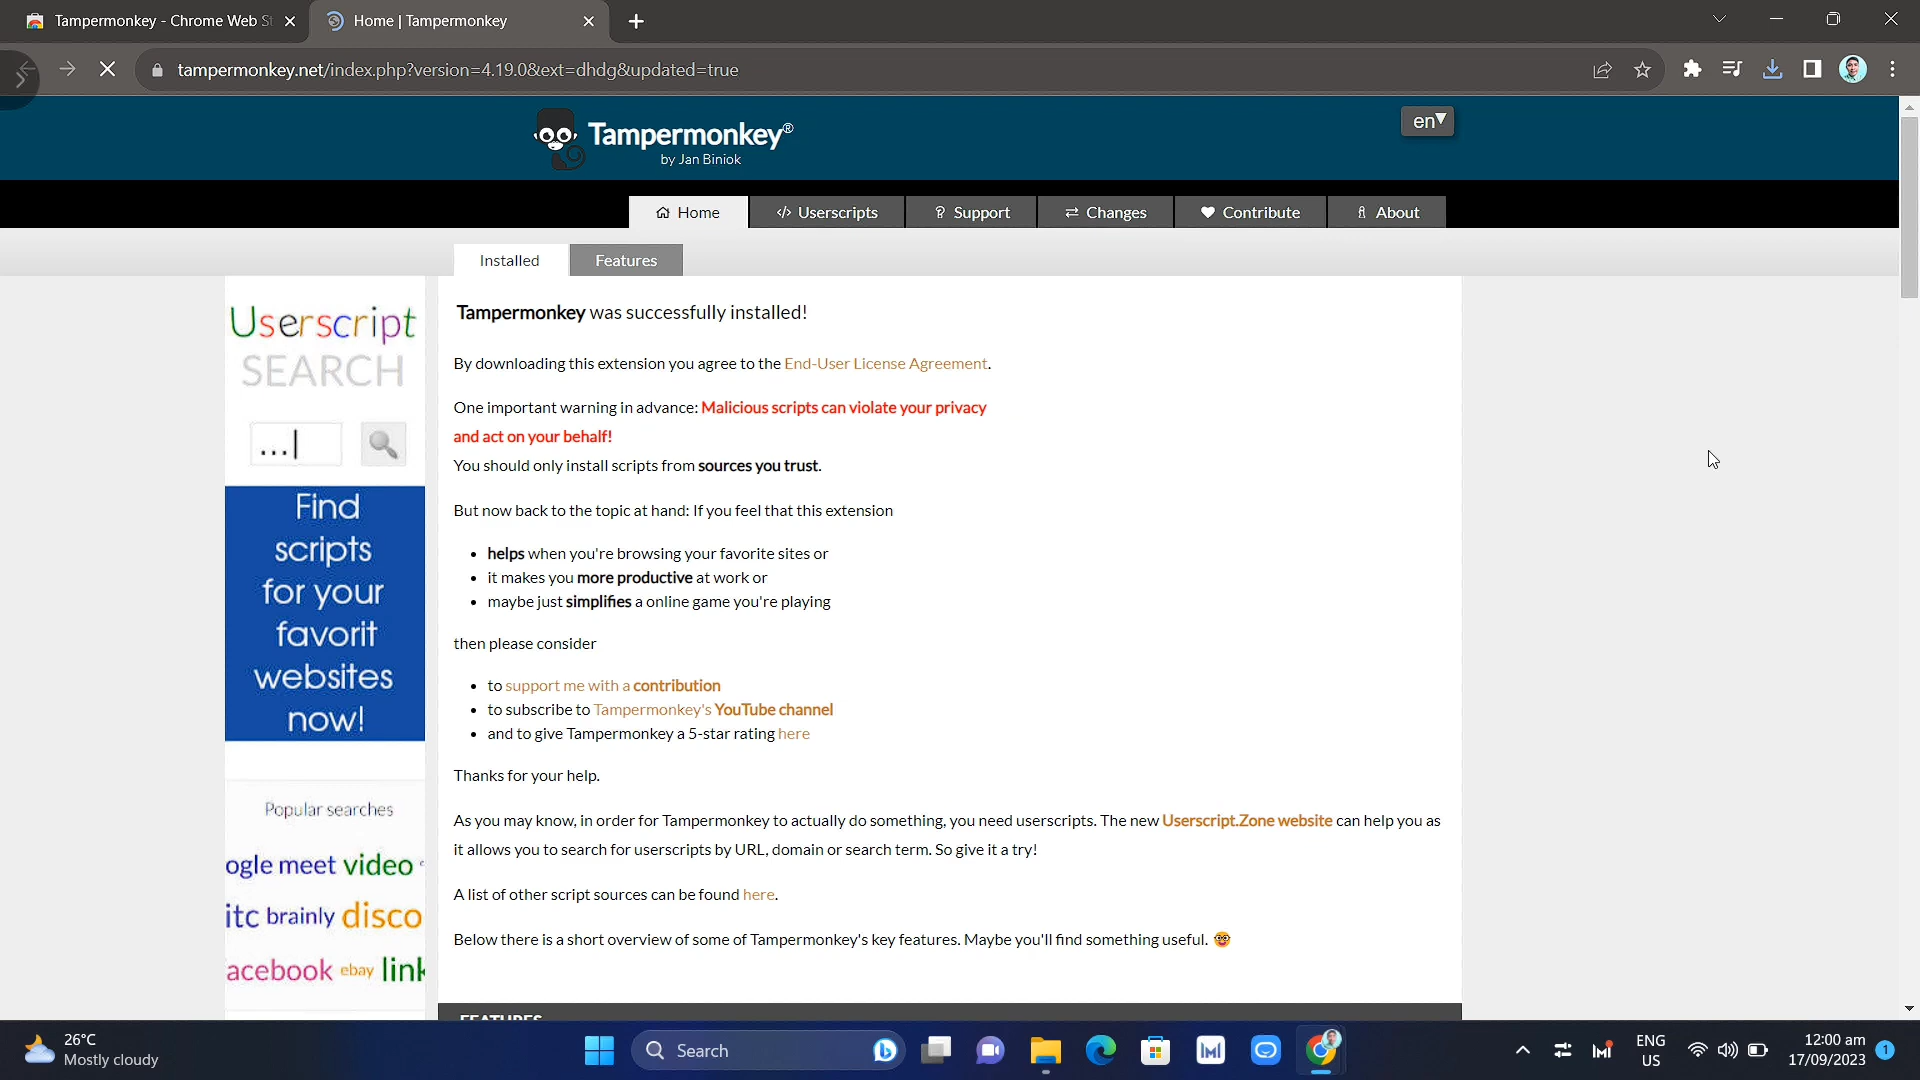 Tampermonkey - Chrome Web St
Home | Tampermonkey
tampermonkey.net/index.php?version=4.19.0&ext=dhdg&updated=true
Tampermonkey®
by Jan Biniok
en
Home
</> Userscripts
Support
Changes
Contribute
About
Installed
Features
Userscript
SEARCH
...|
Find
scripts
for your
favorit
websites
now!
Popular searches
ogle meet video
itc brainly disco
acebook ebay link
Tampermonkey was successfully installed!
By downloading this extension you agree to the End-User License Agreement.
One important warning in advance: Malicious scripts can violate your privacy
and act on your behalf!
You should only install scripts from sources you trust.
But now back to the topic at hand: If you feel that this extension
• helps when you're browsing your favorite sites or
• it makes you more productive at work or
• maybe just simplifies a online game you're playing
then please consider
• to support me with a contribution
• to subscribe to Tampermonkey's YouTube channel
• and to give Tampermonkey a 5-star rating here
Thanks for your help.
As you may know, in order for Tampermonkey to actually do something, you need userscripts. The new Userscript.Zone website can help you as
it allows you to search for userscripts by URL, domain or search term. So give it a try!
A list of other script sources can be found here.
Below there is a short overview of some of Tampermonkey's key features. Maybe you'll find something useful. 🤓
FEATURES
26°C
Mostly cloudy
Search
ENG
US
12:00 am
17/09/2023
1